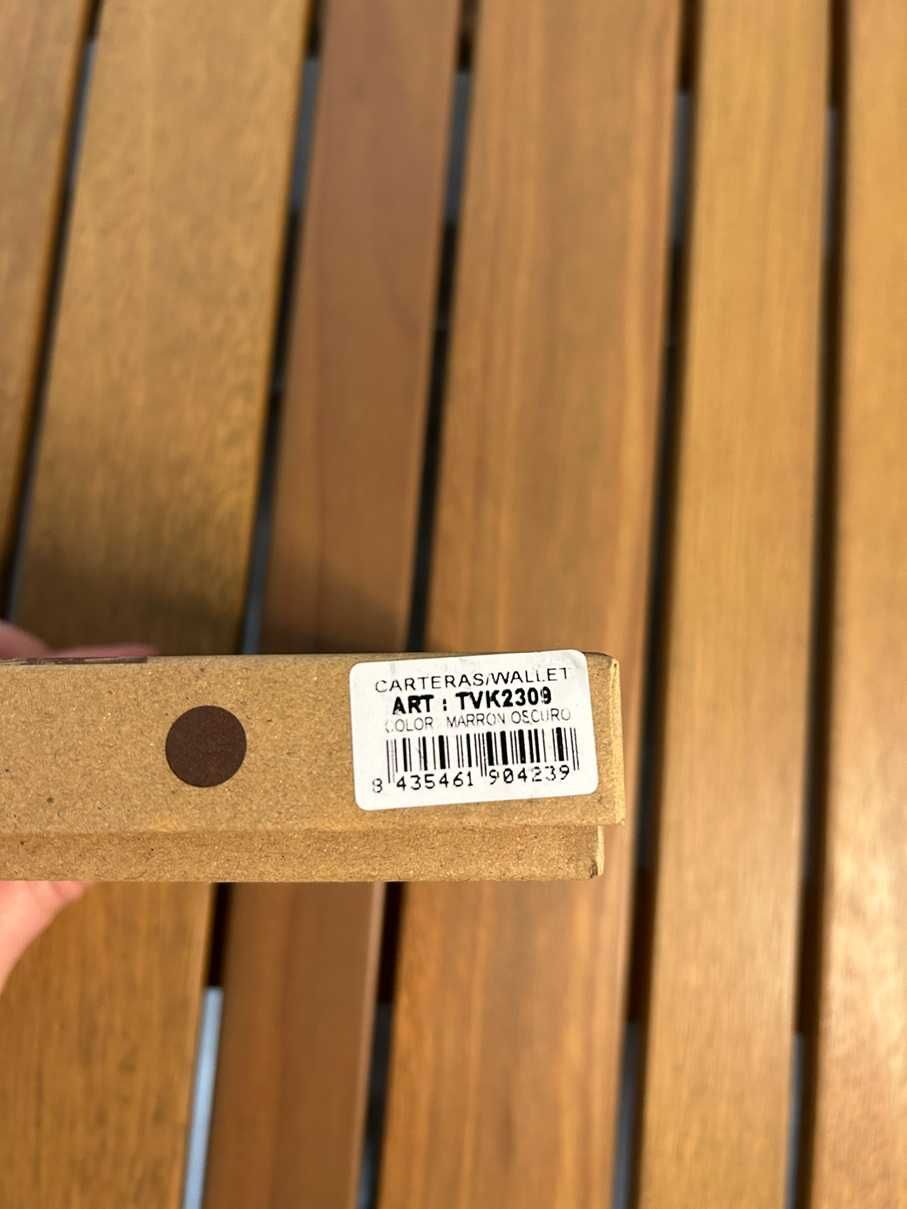 CARTERAS/WALLET
ART : TVK2309
COLOR : MARRON OSCURO
8 435461 904239